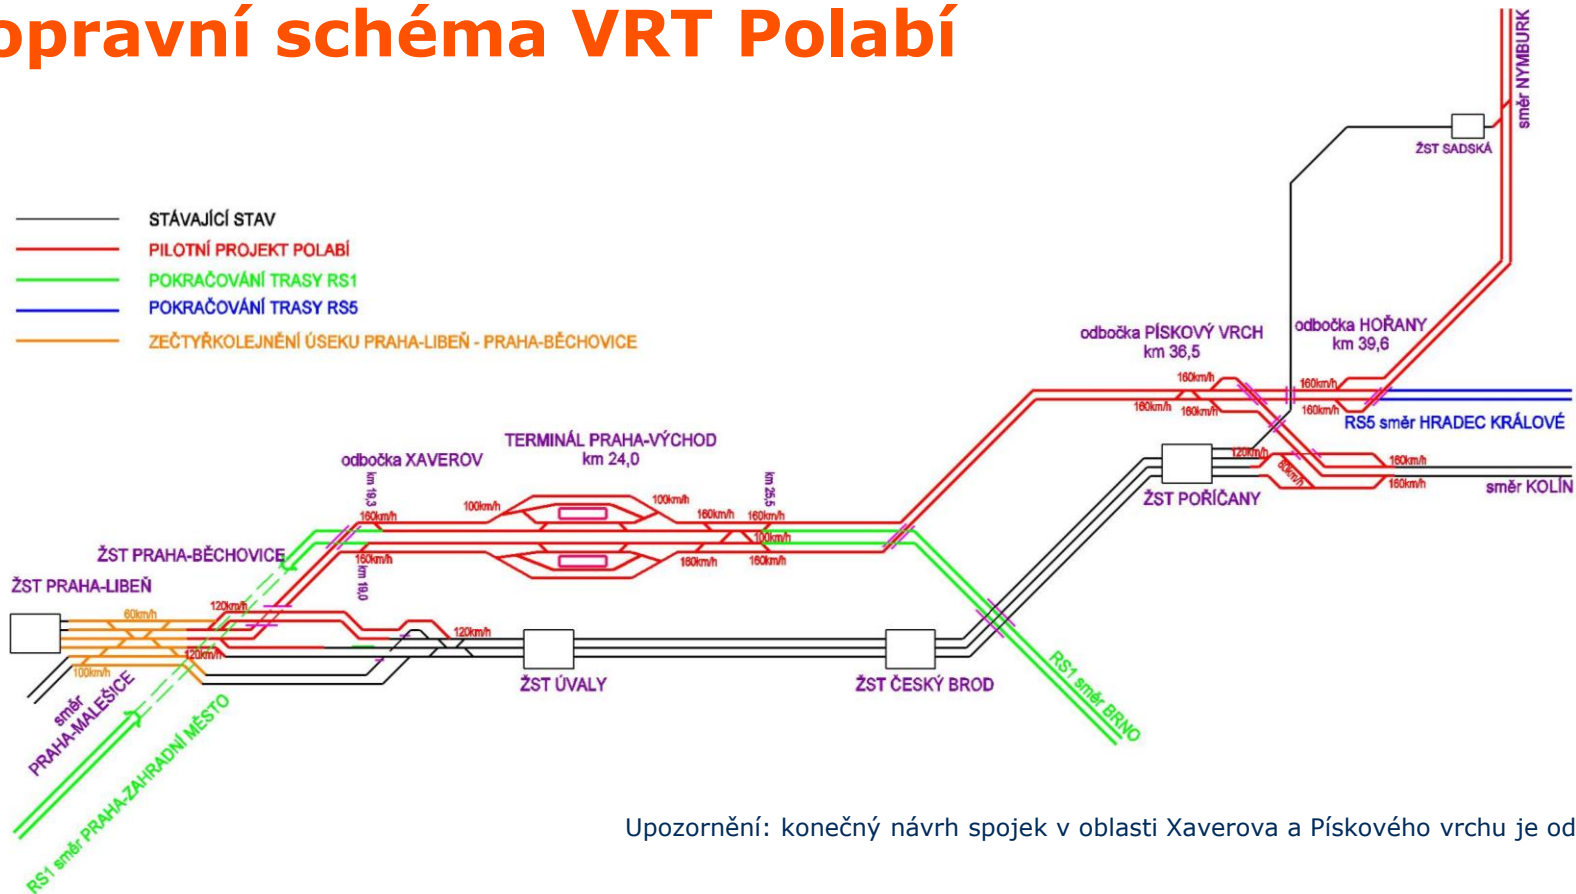 opravní schéma VRT Polabí
směr NYMBURK
ŽST SADSKÁ
STÁVAJÍCÍ STAV
PILOTNÍ PROJEKT POLABÍ
POKRAČOVÁNÍ TRASY RS1
POKRAČOVÁNÍ TRASY RS5
ZEČTYŘKOLEJNĚNÍ ÚSEKU PRAHA-LIBEŇ - PRAHA-BĚCHOVICE
odbočka PÍSKOVÝ VRCH
km 36,5
odbočka HOŘANY
km 39,6
160km/h
160km/h
160km/h
160km/h
160km/h
RS5 směr HRADEC KRÁLOVÉ
TERMINÁL PRAHA-VÝCHOD
km 24,0
odbočka XAVEROV
km 19,3
km 25,5
120km/h
60km/h
160km/h
160km/h
směr KOLÍN
ŽST POŘÍČANY
100km/h
100km/h
160km/h
160km/h
160km/h
100km/h
160km/h
160km/h
160km/h
km 19,0
ŽST PRAHA-BĚCHOVICE
ŽST PRAHA-LIBEŇ
60km/h
120km/h
120km/h
120km/h
100km/h
ŽST ÚVALY
ŽST ČESKÝ BROD
RS1 směr BRNO
směr
PRAHA-MALEŠICE
RS1 směr PRAHA-ZAHRADNÍ MĚSTO
Upozornění: konečný návrh spojek v oblasti Xaverova a Pískového vrchu je od